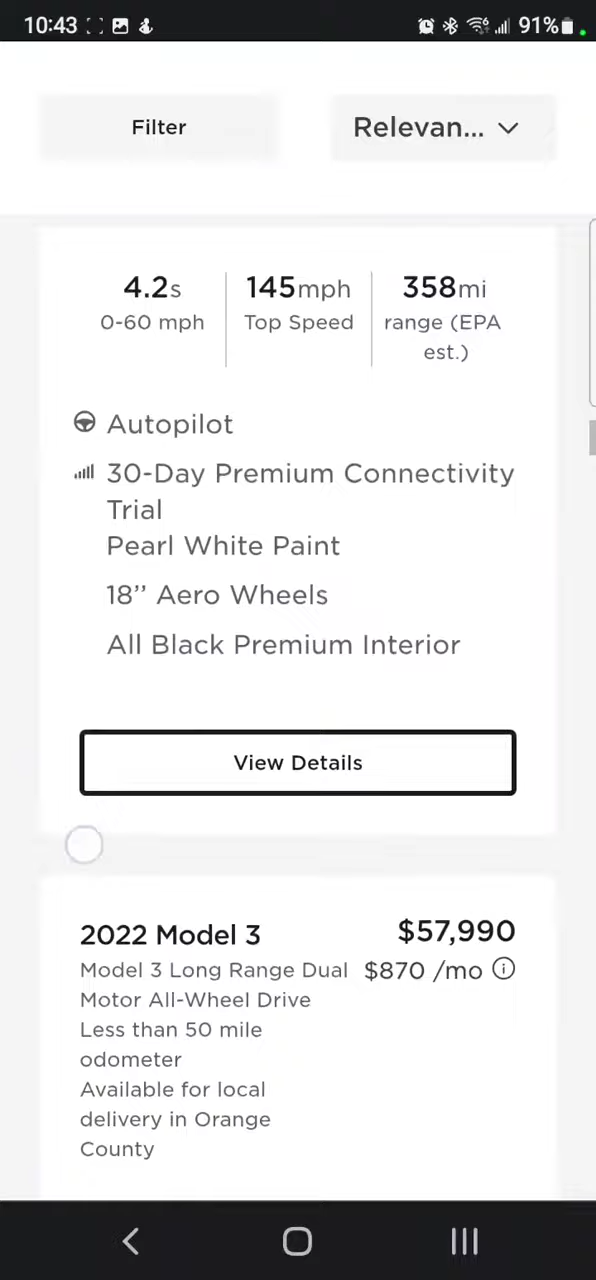 10:43 91%
Filter Relevan...
4.2s 145mph 358mi
0-60 mph Top Speed range (EPA
est.)
Autopilot
30-Day Premium Connectivity
Trial
Pearl White Paint
18’’ Aero Wheels
All Black Premium Interior
View Details
2022 Model 3 $57,990
Model 3 Long Range Dual $870 /mo
Motor All-Wheel Drive
Less than 50 mile
odometer
Available for local
delivery in Orange
County